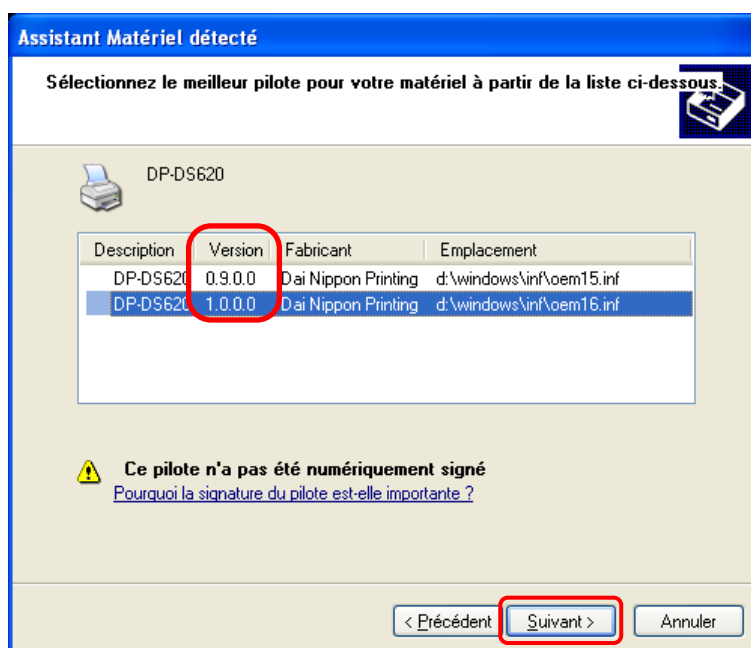 Assistant Matériel détecté
Sélectionnez le meilleur pilote pour votre matériel à partir de la liste ci-dessous.
DP-DS620
Description Version Fabricant Emplacement
DP-DS620 0.9.0.0 Dai Nippon Printing d:\windows\inf\oem15.inf
DP-DS620 1.0.0.0 Dai Nippon Printing d:\windows\inf\oem16.inf
Ce pilote n'a pas été numériquement signé
Pourquoi la signature du pilote est-elle importante ?
< Précédent Suivant > Annuler